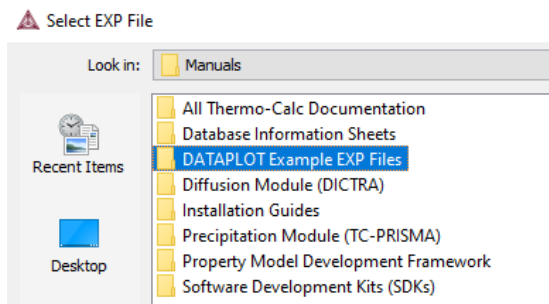 Select EXP File
Look in:
Manuals
All Thermo-Calc Documentation
Database Information Sheets
DATAPLOT Example EXP Files
Diffusion Module (DICTRA)
Installation Guides
Precipitation Module (TC-PRISMA)
Property Model Development Framework
Software Development Kits (SDKs)
Recent Items
Desktop